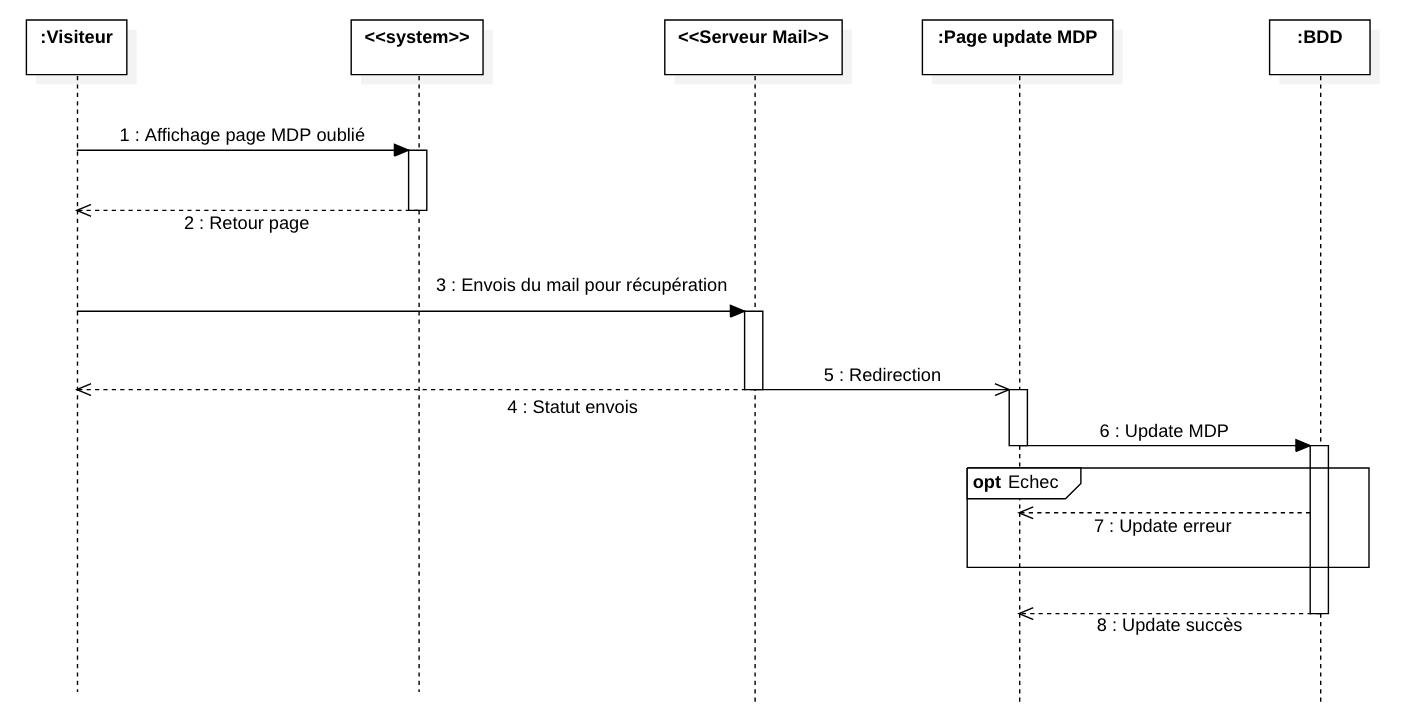 :Visiteur
<<system>>
<<Serveur Mail>>
:Page update MDP
:BDD
1 : Affichage page MDP oublié
2 : Retour page
3 : Envois du mail pour récupération
5 : Redirection
4 : Statut envois
6 : Update MDP
opt Echec
7 : Update erreur
8 : Update succès